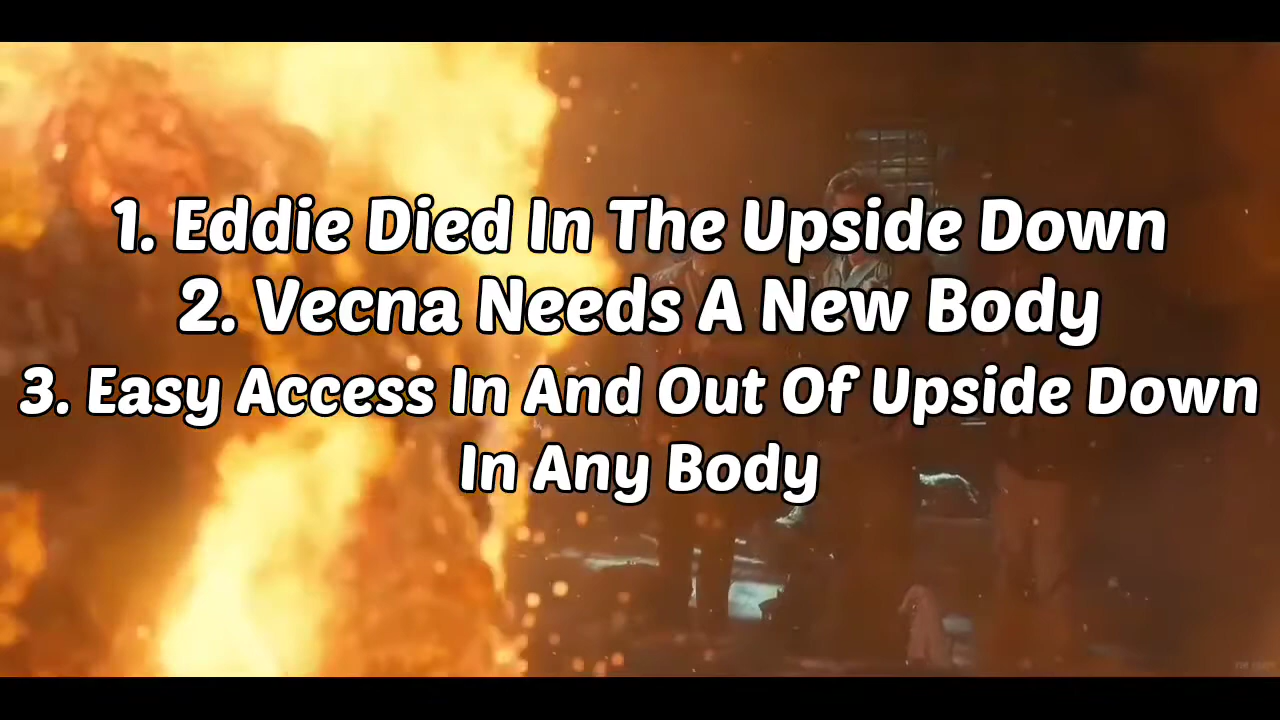 1. Eddie Died In The Upside Down
2. Vecna Needs A New Body
3. Easy Access In And Out Of Upside Down
In Any Body